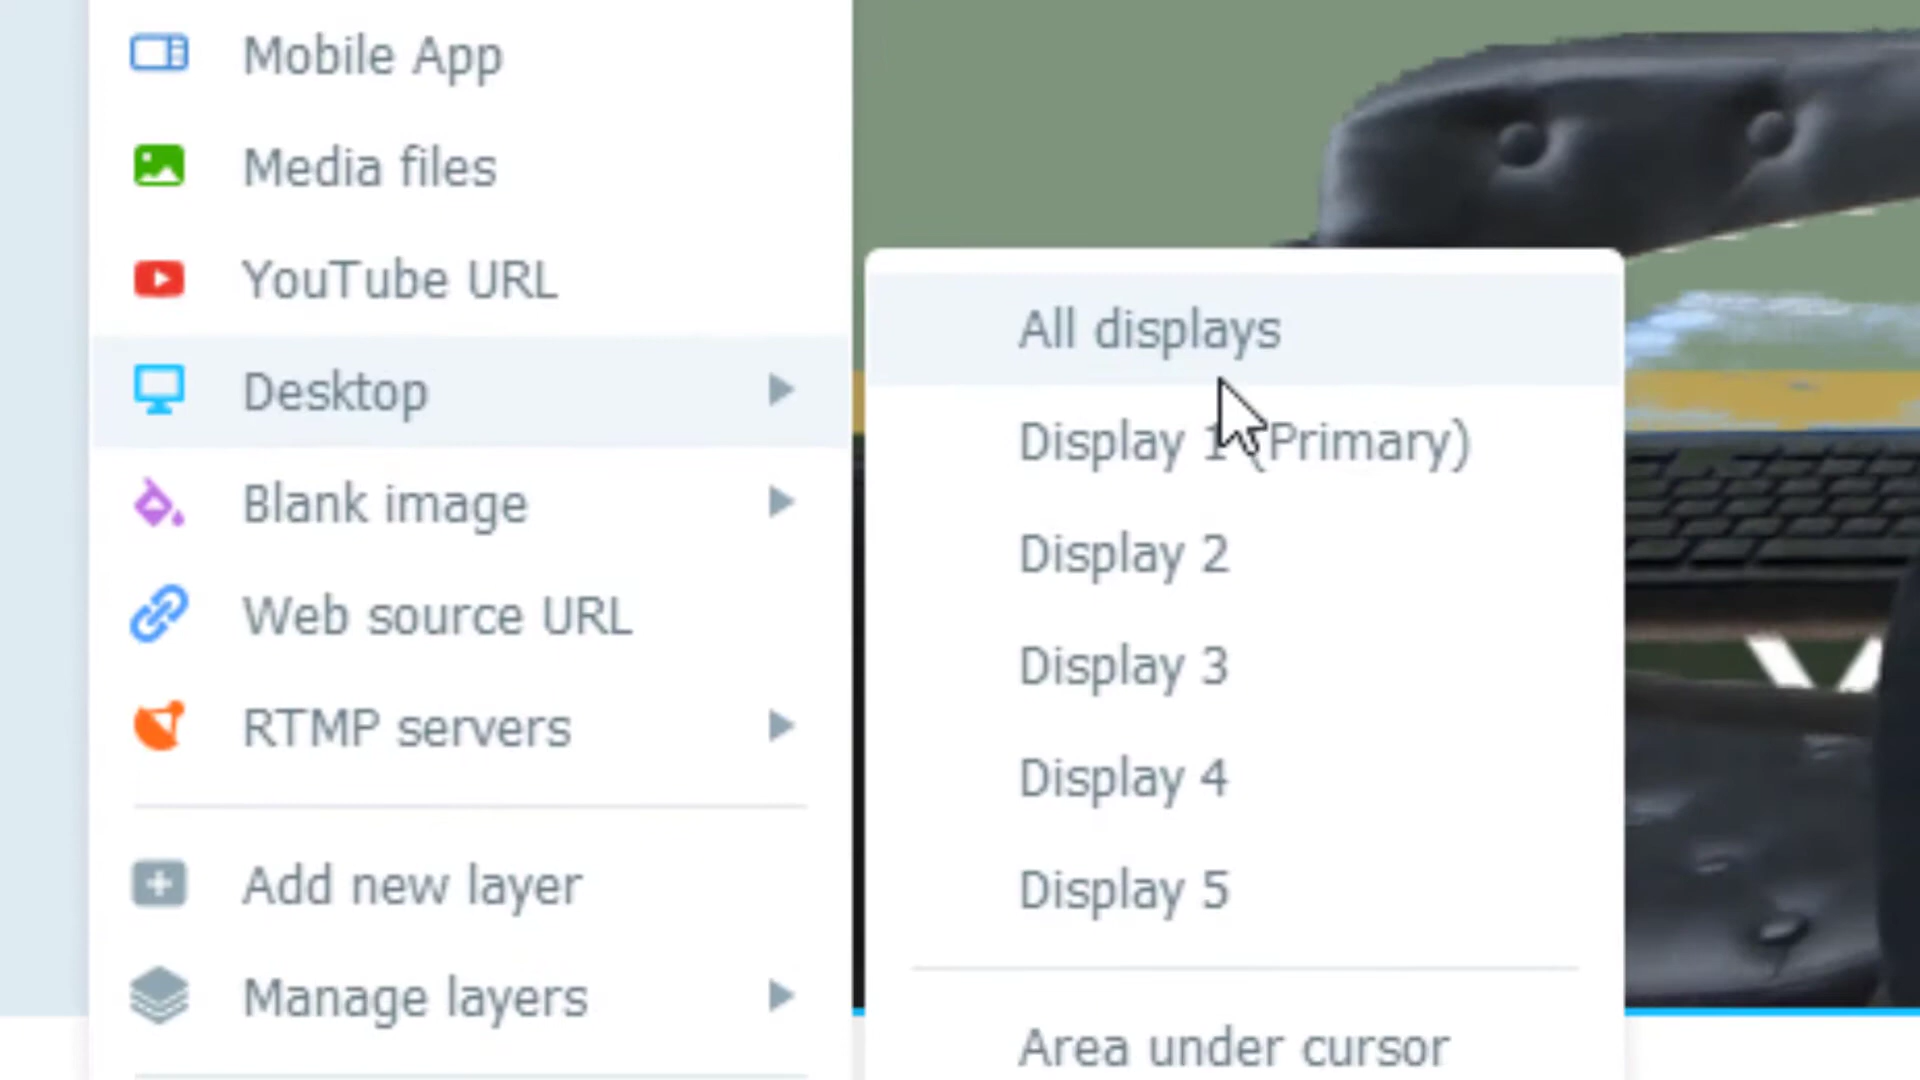 Mobile App
Media files
YouTube URL
Desktop
Blank image
Web source URL
RTMP servers
Add new layer
Manage layers
All displays
Display 1 (Primary)
Display 2
Display 3
Display 4
Display 5
Area under cursor